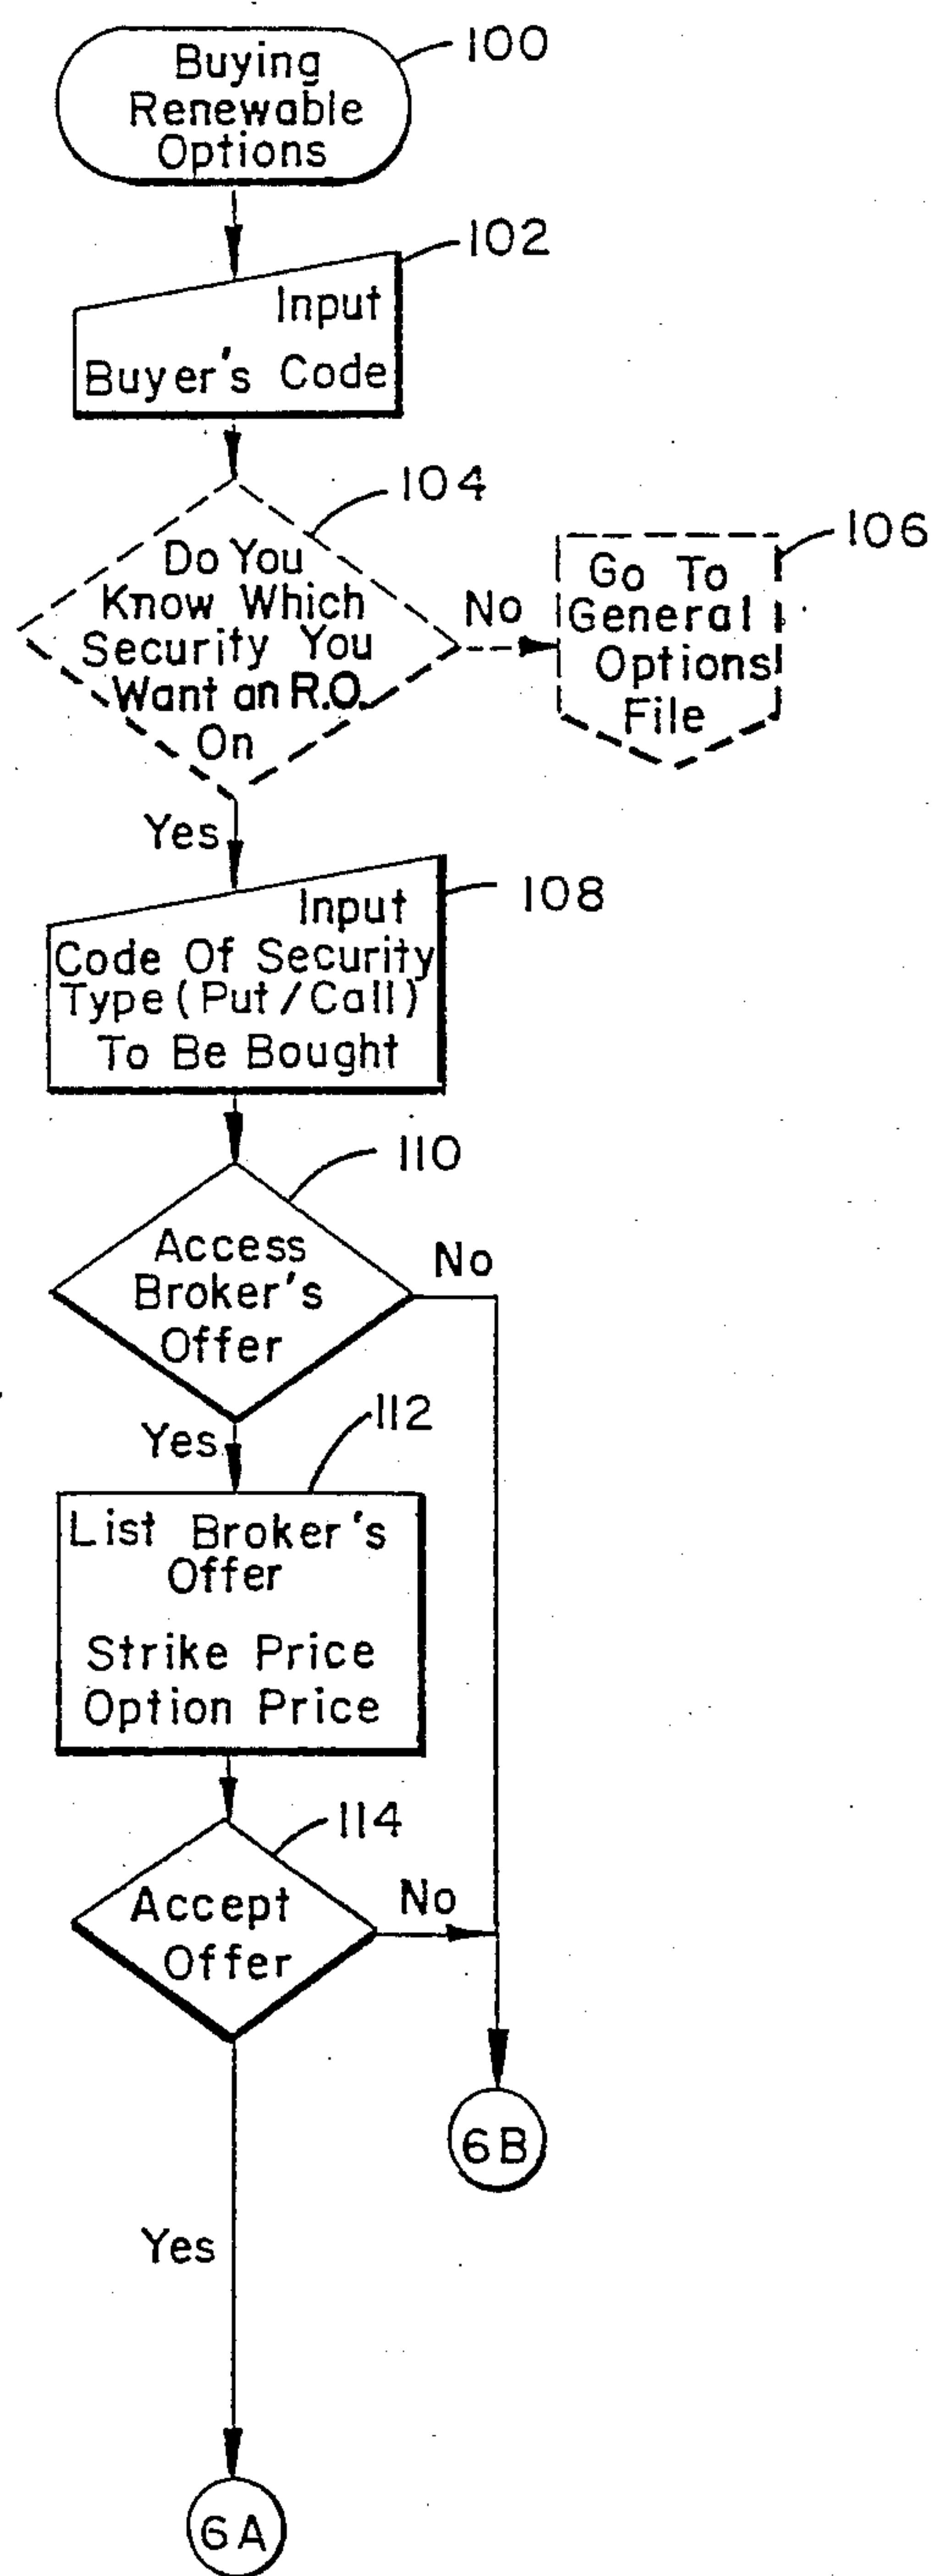 100
Buying
Renewable
Options
102
Input
Buyer's Code
104
106
Do You
Know Which
Security You
Want an R.O.
On
No
Go To
General
Options
File
Yes
108
Input
Code Of Security
Type (Put/Call)
To Be Bought
110
Access
Broker's
Offer
No
Yes
112
List Broker's
Offer
Strike Price
Option Price
114
Accept
Offer
No
6B
Yes
6A